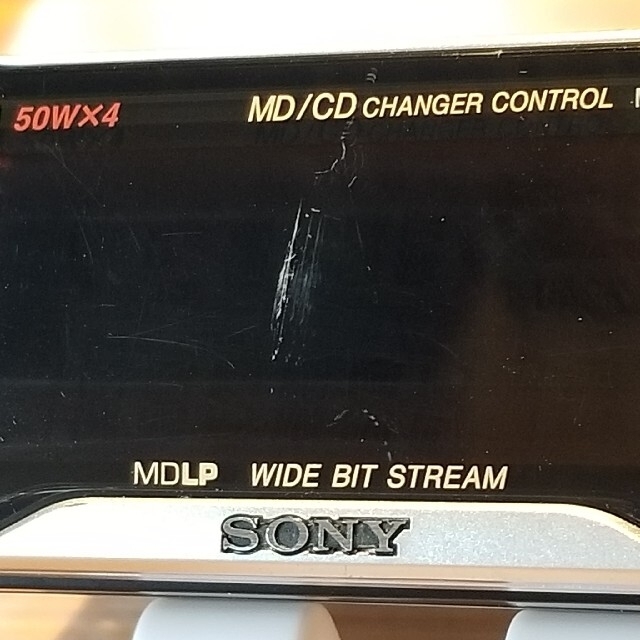 50W×4 MD/CD CHANGER CONTROL
MDLP WIDE BIT STREAM
SONY